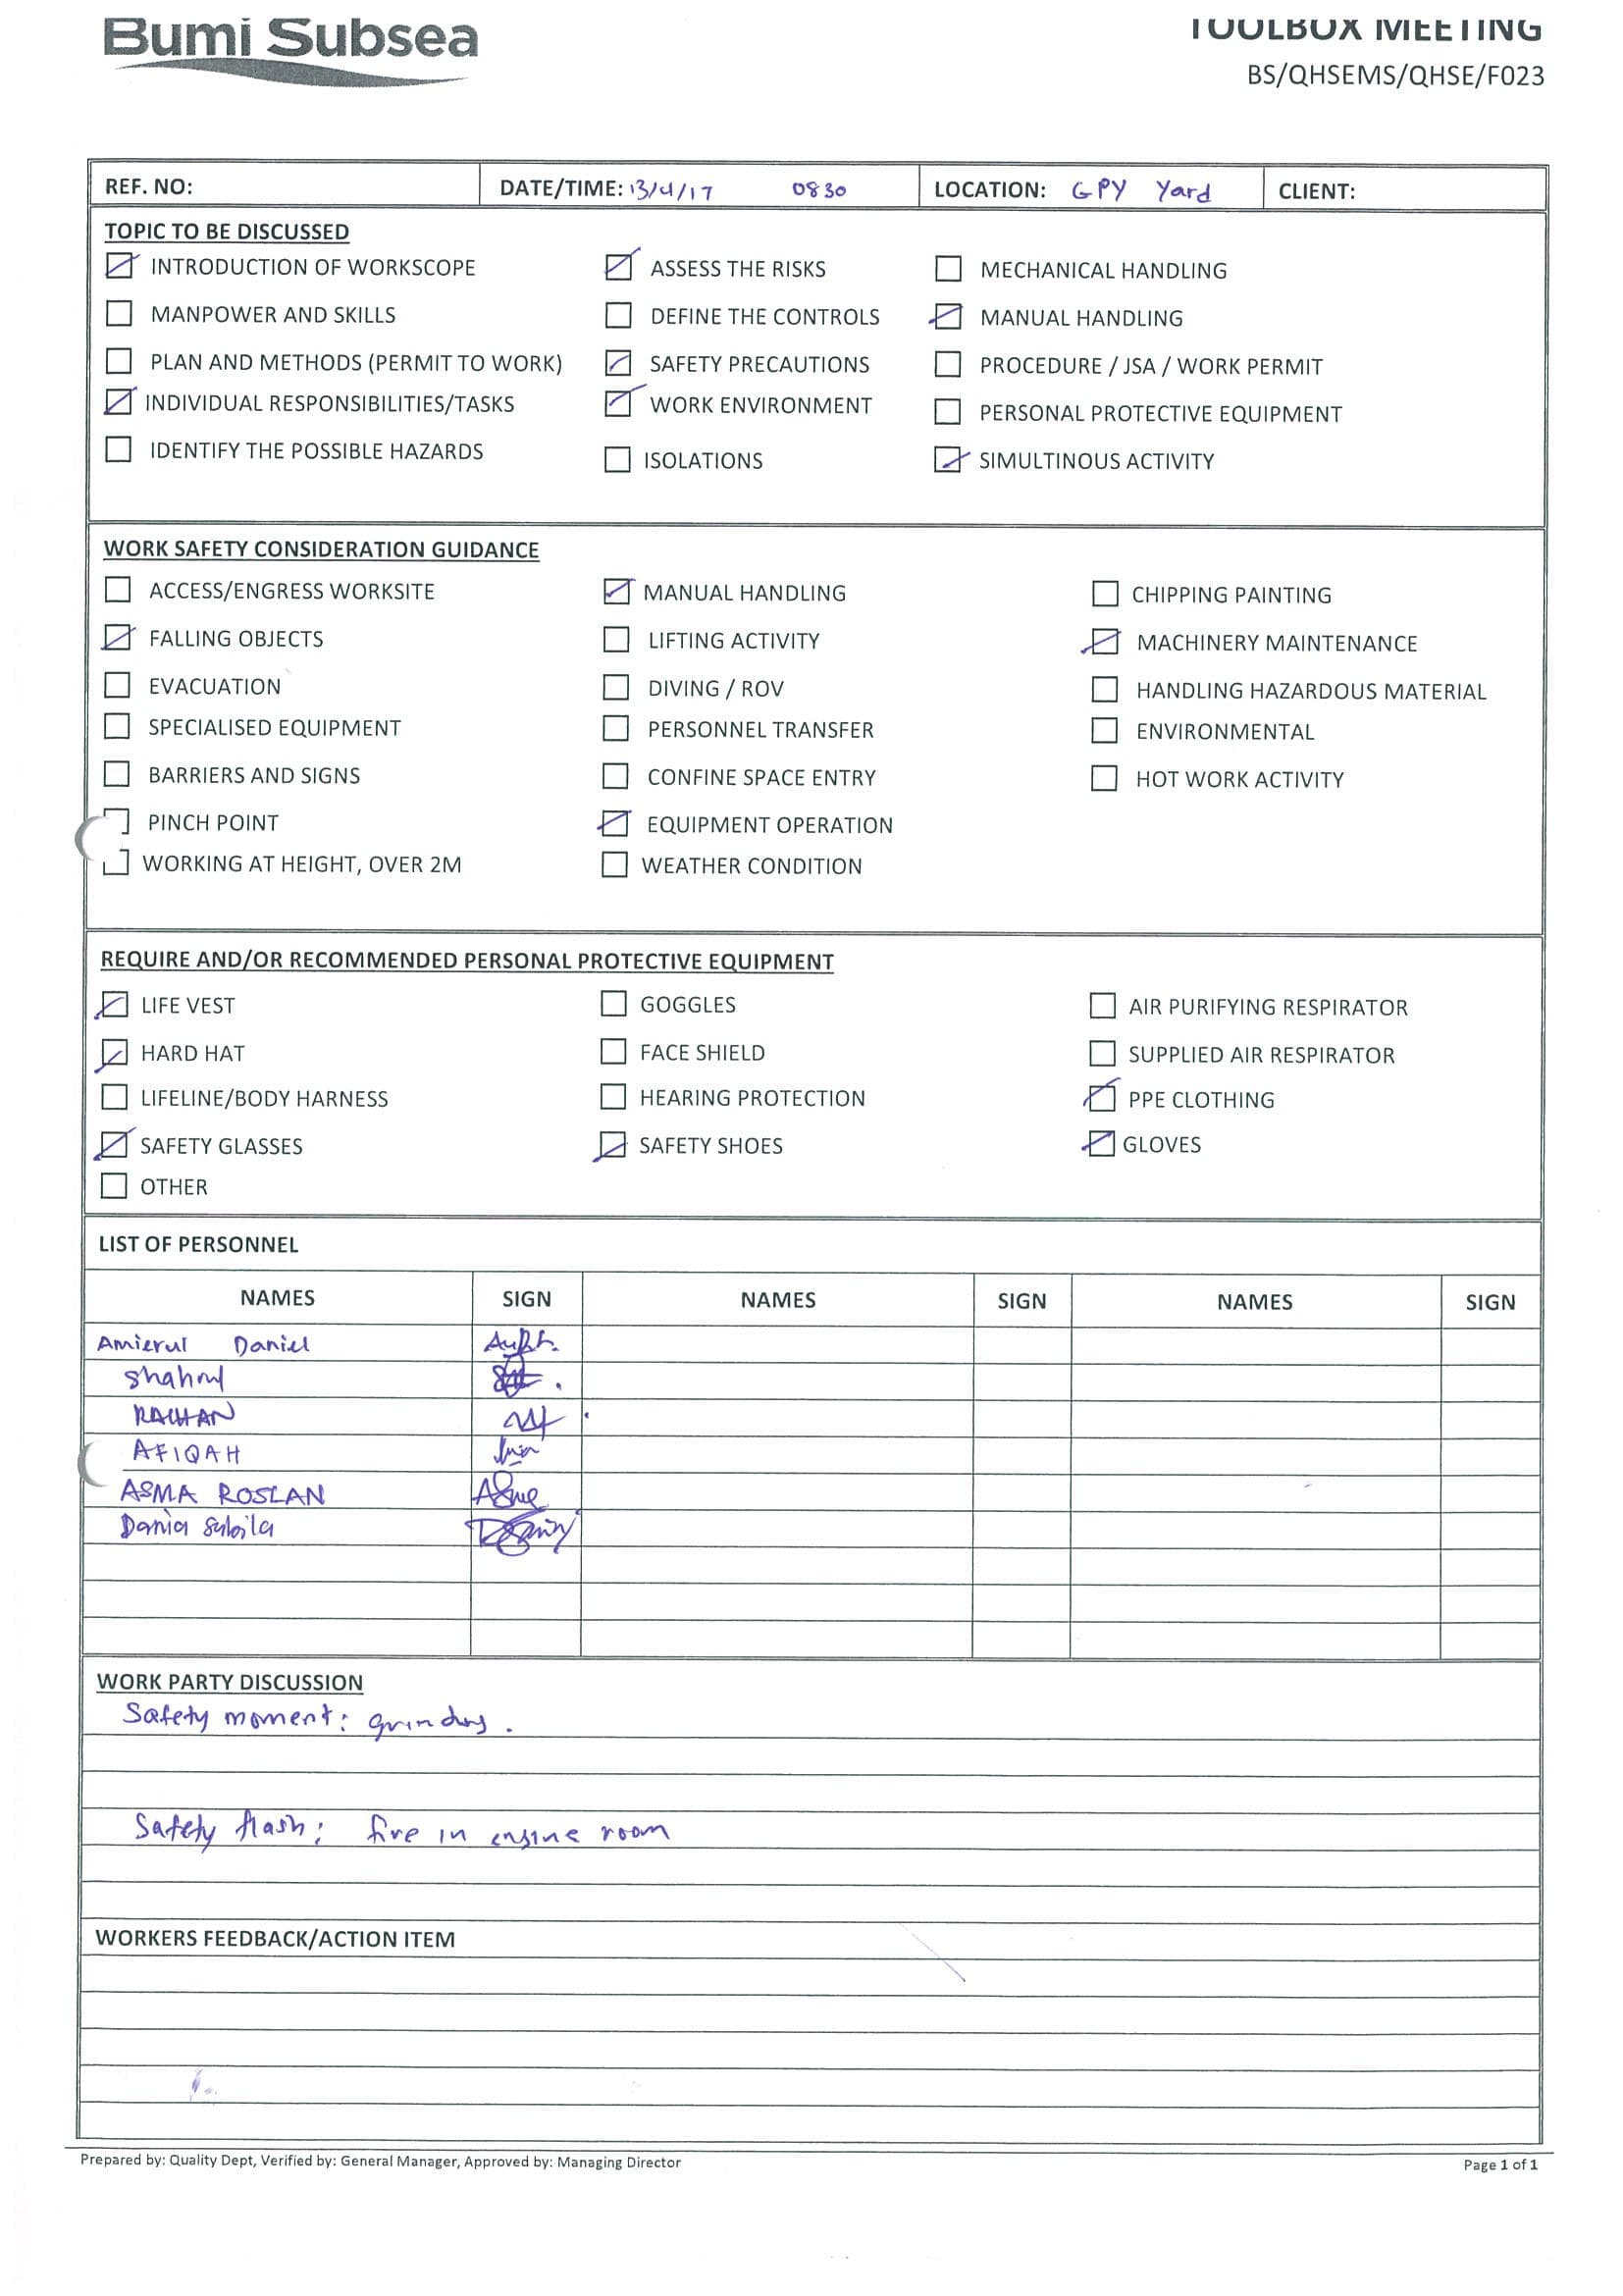 Bumi Subsea
TOOLBOX MEETING
BS/QHSEMS/QHSE/F023
REF. NO: DATE/TIME: 13/4/17 0830 LOCATION: GPY Yard CLIENT:
TOPIC TO BE DISCUSSED
INTRODUCTION OF WORKSCOPE ASSESS THE RISKS MECHANICAL HANDLING
MANPOWER AND SKILLS DEFINE THE CONTROLS MANUAL HANDLING
PLAN AND METHODS (PERMIT TO WORK) SAFETY PRECAUTIONS PROCEDURE / JSA / WORK PERMIT
INDIVIDUAL RESPONSIBILITIES/TASKS WORK ENVIRONMENT PERSONAL PROTECTIVE EQUIPMENT
IDENTIFY THE POSSIBLE HAZARDS ISOLATIONS SIMULTINOUS ACTIVITY
WORK SAFETY CONSIDERATION GUIDANCE
ACCESS/ENGRESS WORKSITE MANUAL HANDLING CHIPPING PAINTING
FALLING OBJECTS LIFTING ACTIVITY MACHINERY MAINTENANCE
EVACUATION DIVING / ROV HANDLING HAZARDOUS MATERIAL
SPECIALISED EQUIPMENT PERSONNEL TRANSFER ENVIRONMENTAL
BARRIERS AND SIGNS CONFINE SPACE ENTRY HOT WORK ACTIVITY
PINCH POINT EQUIPMENT OPERATION
WORKING AT HEIGHT, OVER 2M WEATHER CONDITION
REQUIRE AND/OR RECOMMENDED PERSONAL PROTECTIVE EQUIPMENT
LIFE VEST GOGGLES AIR PURIFYING RESPIRATOR
HARD HAT FACE SHIELD SUPPLIED AIR RESPIRATOR
LIFELINE/BODY HARNESS HEARING PROTECTION PPE CLOTHING
SAFETY GLASSES SAFETY SHOES GLOVES
OTHER
LIST OF PERSONNEL
NAMES SIGN NAMES SIGN NAMES SIGN
Amierul Daniel
Shahrul
AFIQAH
ASMA ROSLAN
Dania
WORK PARTY DISCUSSION
Safety moment: grinding.
Safety flash: fire in engine room
WORKERS FEEDBACK/ACTION ITEM
Prepared by: Quality Dept, Verified by: General Manager, Approved by: Managing Director
Page 1 of 1